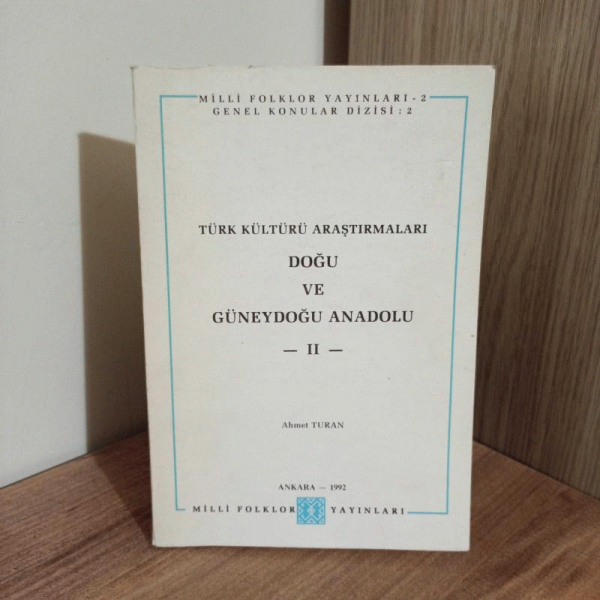 MİLLİ FOLKLOR YAYINLARI - 2
GENEL KONULAR DİZİSİ : 2
TÜRK KÜLTÜRÜ ARAŞTIRMALARI
DOĞU
VE
GÜNEYDOĞU ANADOLU
— II —
Ahmet TURAN
ANKARA — 1992
MİLLİ FOLKLOR YAYINLARI